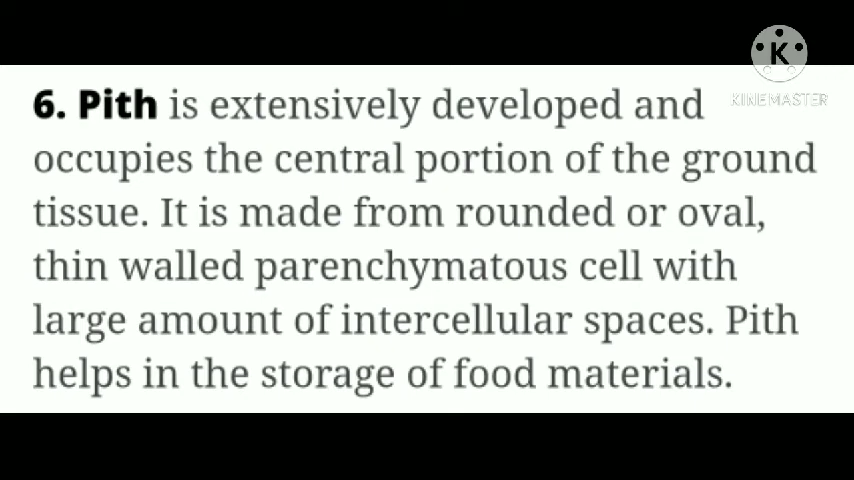 K
KINEMASTER
6. Pith is extensively developed and
occupies the central portion of the ground
tissue. It is made from rounded or oval,
thin walled parenchymatous cell with
large amount of intercellular spaces. Pith
helps in the storage of food materials.